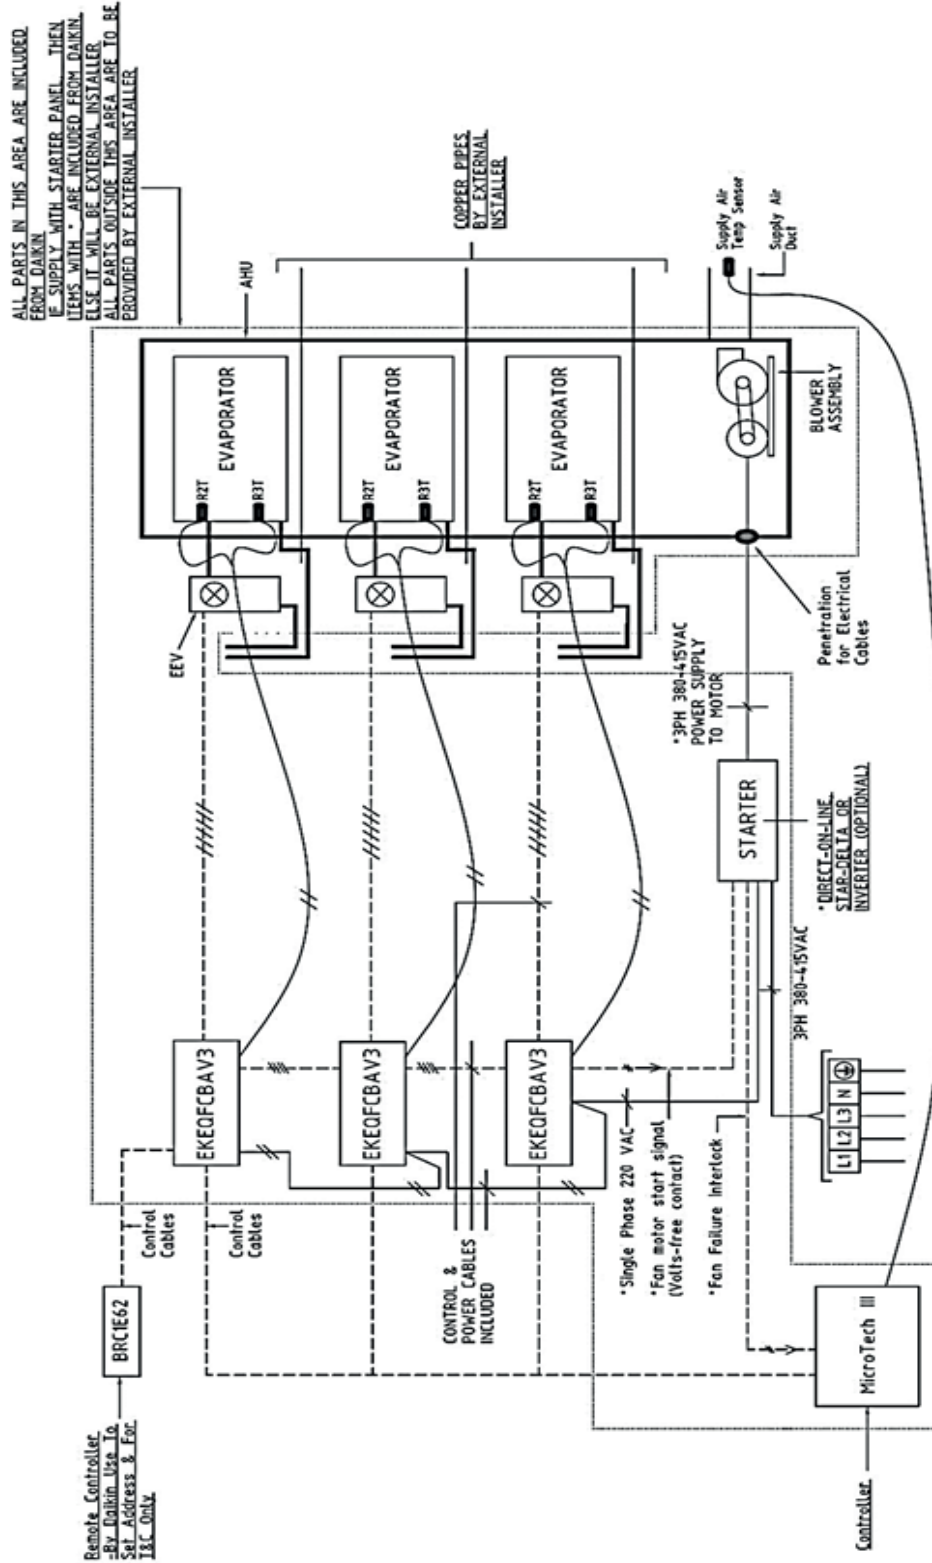 ALL PARTS IN THIS AREA ARE INCLUDED
FROM DAIKIN
IF SUPPLY WITH STARTER PANEL, THEN
ITEMS WITH * ARE INCLUDED FROM DAIKIN,
ELSE IT WILL BE EXTERNAL INSTALLER
ALL PARTS OUTSIDE THIS AREA ARE TO BE
PROVIDED BY EXTERNAL INSTALLER
AHU
COPPER PIPES
BY EXTERNAL
INSTALLER
Supply Air
Temp Sensor
Supply Air
Duct
EVAPORATOR
R2T
R3T
EVAPORATOR
R2T
R3T
EVAPORATOR
R2T
R3T
BLOWER
ASSEMBLY
EEV
Penetration
for Electrical
Cables
*3PH 380-415VAC
POWER SUPPLY
TO MOTOR
STARTER
*DIRECT-ON-LINE,
STAR-DELTA OR
INVERTER (OPTIONAL)
3PH 380-415VAC
EKEQFCBAV3
EKEQFCBAV3
EKEQFCBAV3
L1 L2 L3 N
*Single Phase 220 VAC
*Fan motor start signal
(Volts-free contact)
*Fan Failure Interlock
Control
Cables
Control
Cables
CONTROL &
POWER CABLES
INCLUDED
BRC1E62
MicroTech III
Remote Controller
-By Daikin Use To
Set Address & For
T&C Only
Controller